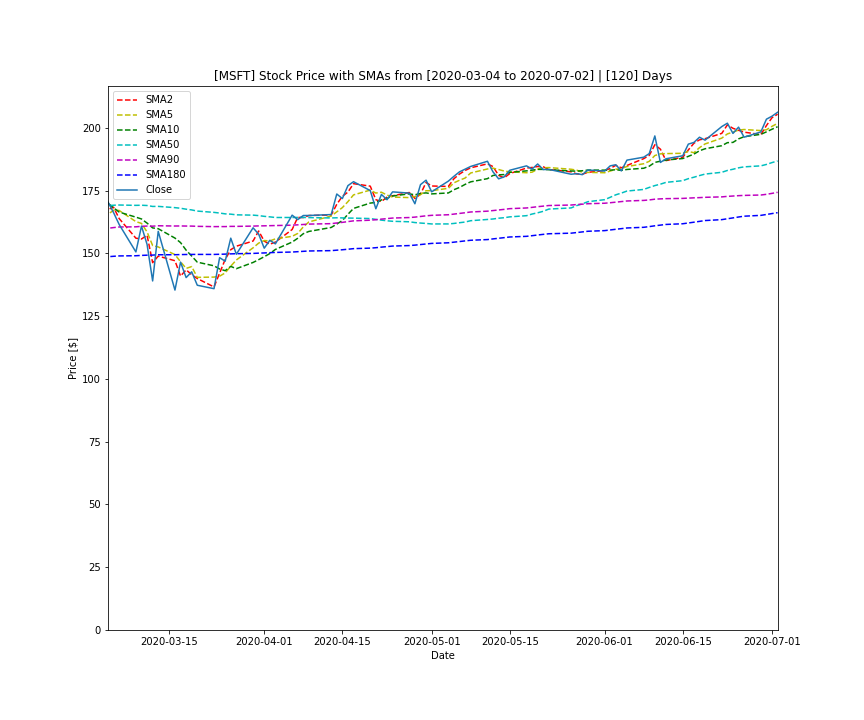 [MSFT] Stock Price with SMAs from [2020-03-04 to 2020-07-02] | [120] Days
SMA2
SMA5
SMA10
SMA50
SMA90
SMA180
Close
200
175
150
125
100
75
50
25
0
Price [$]
2020-03-15 2020-04-01 2020-04-15 2020-05-01 2020-05-15 2020-06-01 2020-06-15 2020-07-01
Date